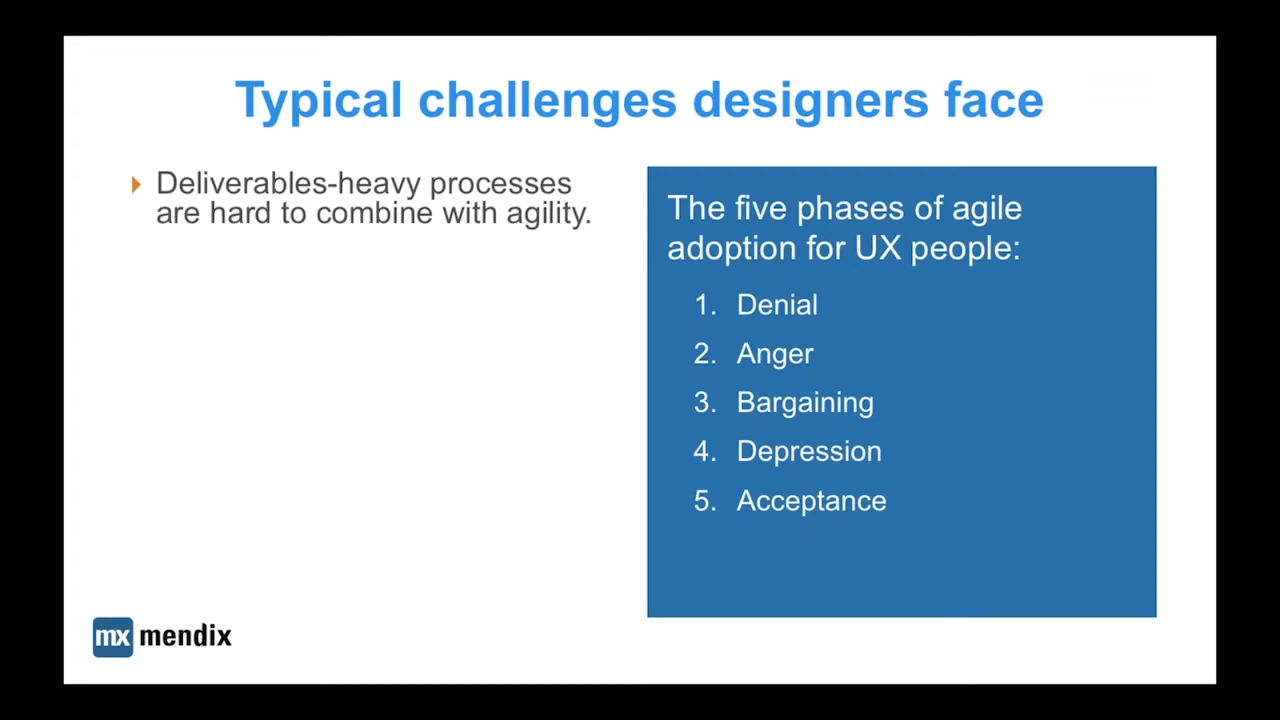 Typical challenges designers face
Deliverables-heavy processes
are hard to combine with agility.
The five phases of agile
adoption for UX people:
1. Denial
2. Anger
3. Bargaining
4. Depression
5. Acceptance
mx mendix